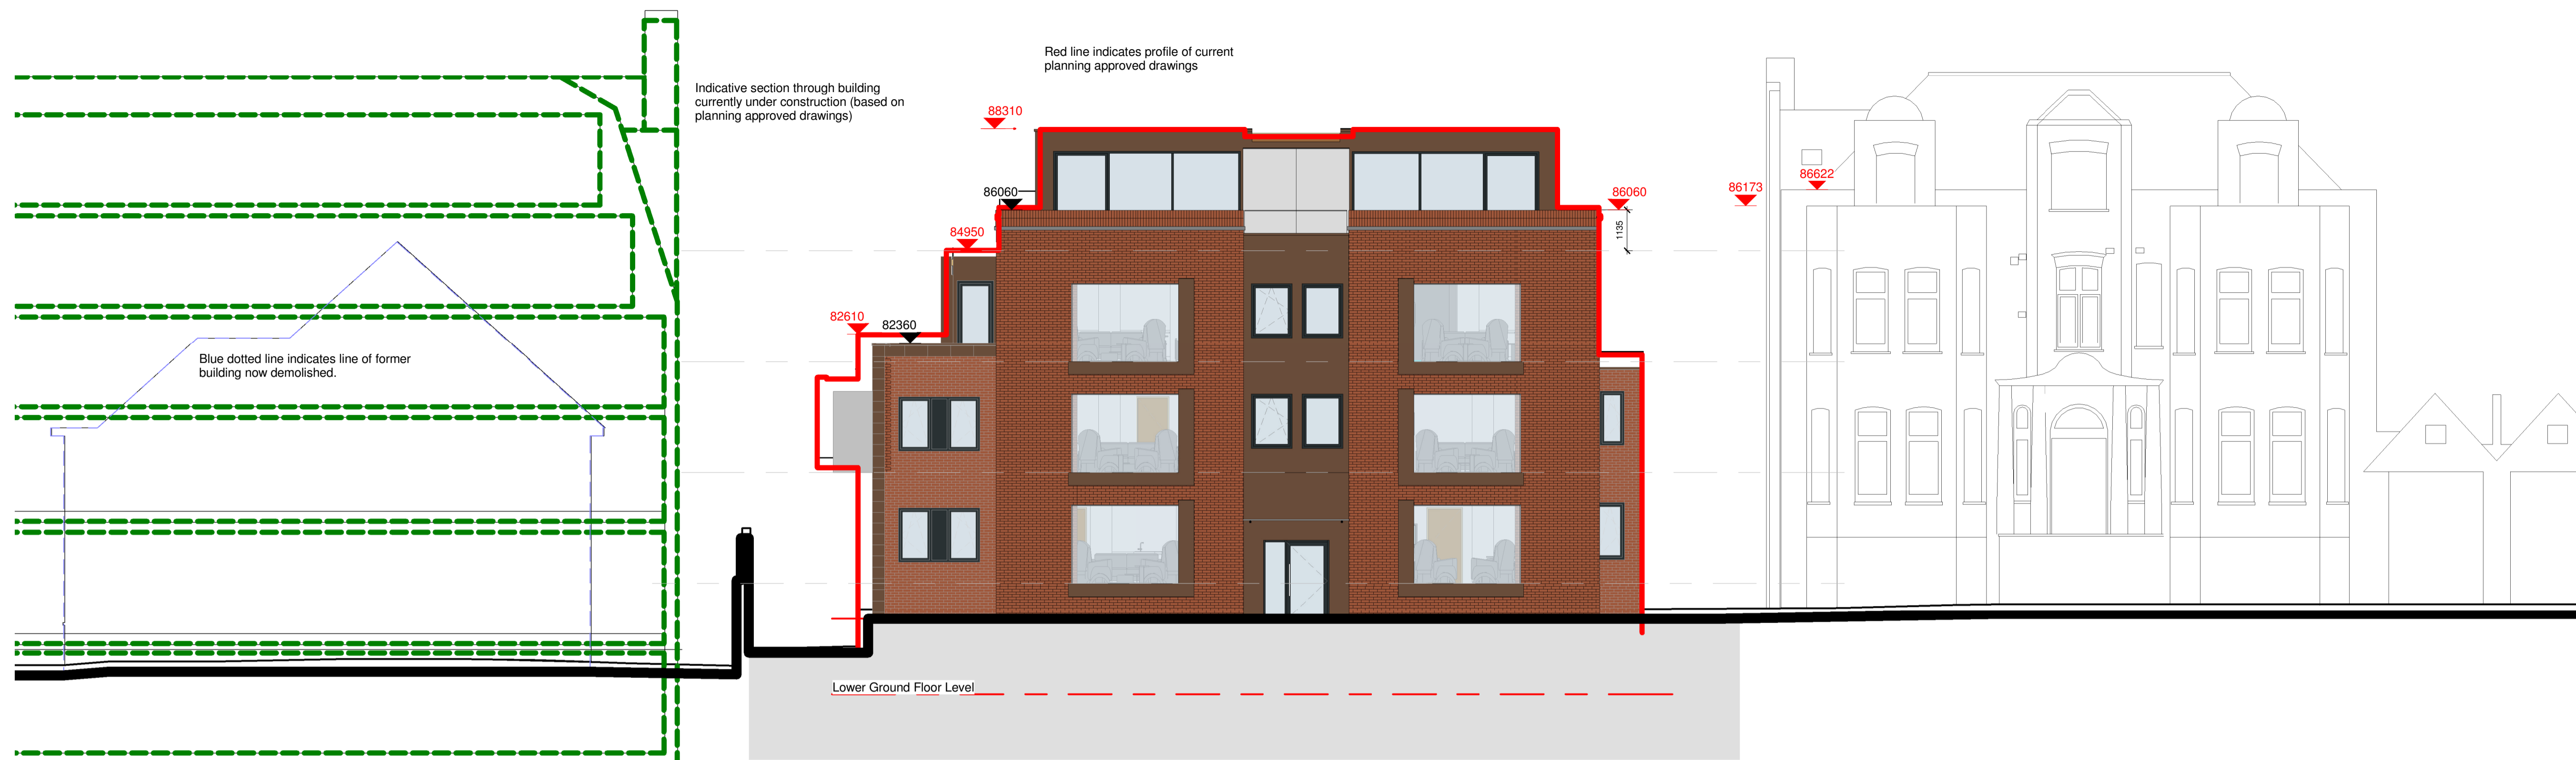 Red line indicates profile of current
planning approved drawings
Indicative section through building
currently under construction (based on
planning approved drawings)
88310
86060
84950
82610
82360
86060
1135
86173
86622
Blue dotted line indicates line of former
building now demolished.
Lower Ground Floor Level